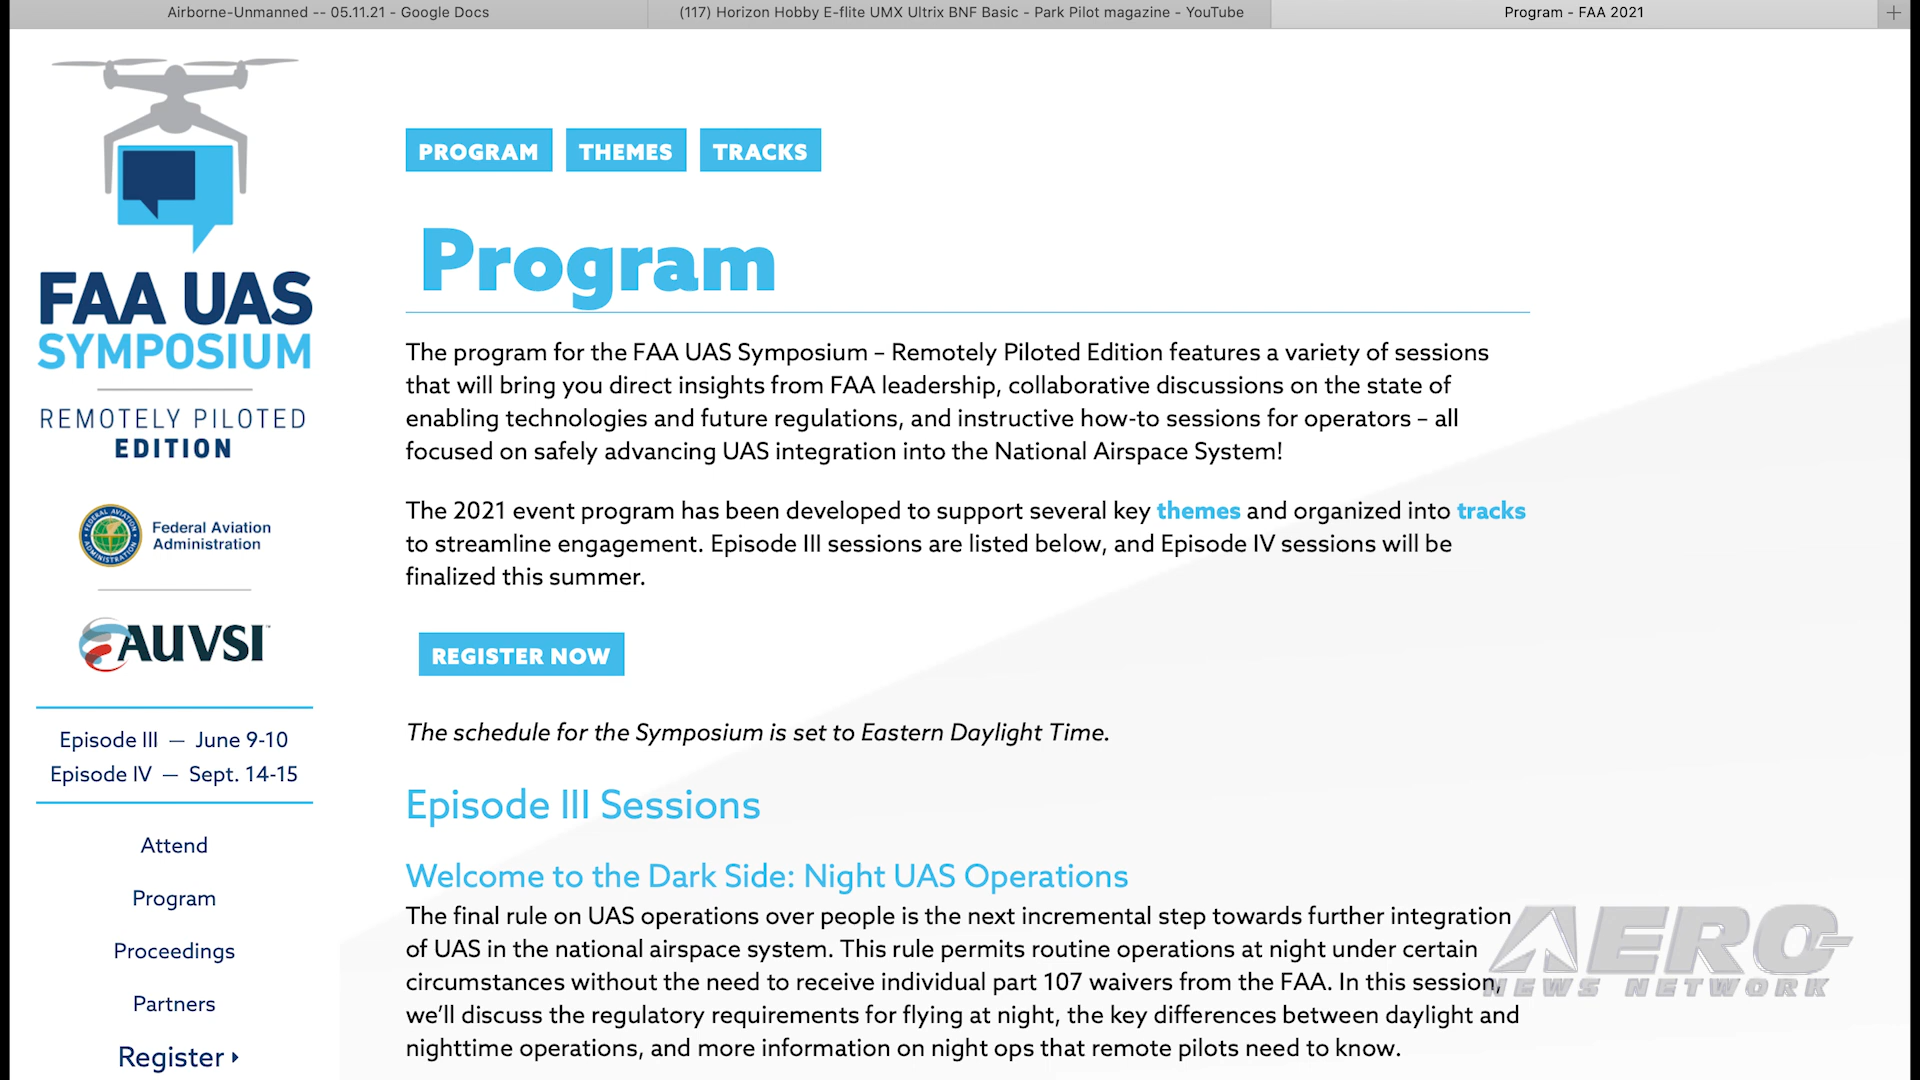 Airborne-Unmanned -- 05.11.21 - Google Docs
(117) Horizon Hobby E-flite UMX Ultrix BNF Basic - Park Pilot magazine - YouTube
Program - FAA 2021
FAA UAS
SYMPOSIUM
REMOTELY PILOTED
EDITION
Federal Aviation
Administration
AUVSI
Episode III — June 9-10
Episode IV — Sept. 14-15
Attend
Program
Proceedings
Partners
Register
PROGRAM THEMES TRACKS
Program
The program for the FAA UAS Symposium – Remotely Piloted Edition features a variety of sessions
that will bring you direct insights from FAA leadership, collaborative discussions on the state of
enabling technologies and future regulations, and instructive how-to sessions for operators – all
focused on safely advancing UAS integration into the National Airspace System!
The 2021 event program has been developed to support several key themes and organized into tracks
to streamline engagement. Episode III sessions are listed below, and Episode IV sessions will be
finalized this summer.
REGISTER NOW
The schedule for the Symposium is set to Eastern Daylight Time.
Episode III Sessions
Welcome to the Dark Side: Night UAS Operations
The final rule on UAS operations over people is the next incremental step towards further integration
of UAS in the national airspace system. This rule permits routine operations at night under certain
circumstances without the need to receive individual part 107 waivers from the FAA. In this session,
we'll discuss the regulatory requirements for flying at night, the key differences between daylight and
nighttime operations, and more information on night ops that remote pilots need to know.
AERO-
NEWS NETWORK